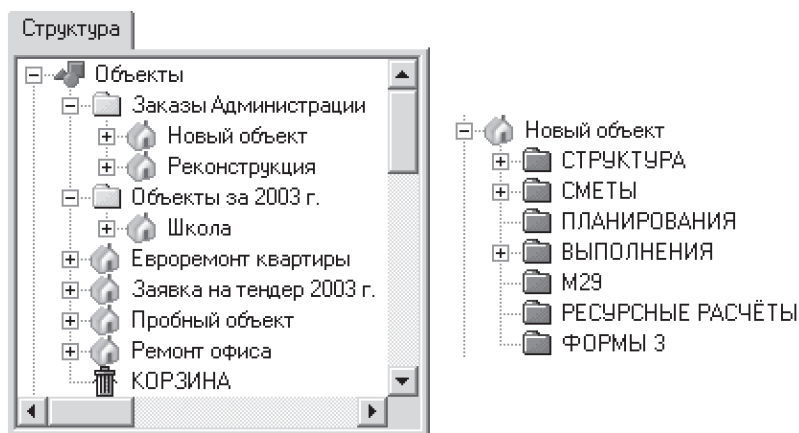 Структура
Объекты
Заказы Администрации
Новый объект
Реконструкция
Объекты за 2003 г.
Школа
Евроремонт квартиры
Заявка на тендер 2003 г.
Пробный объект
Ремонт офиса
КОРЗИНА
Новый объект
СТРУКТУРА
СМЕТЫ
ПЛАНИРОВАНИЯ
ВЫПОЛНЕНИЯ
М29
РЕСУРСНЫЕ РАСЧЁТЫ
ФОРМЫ 3